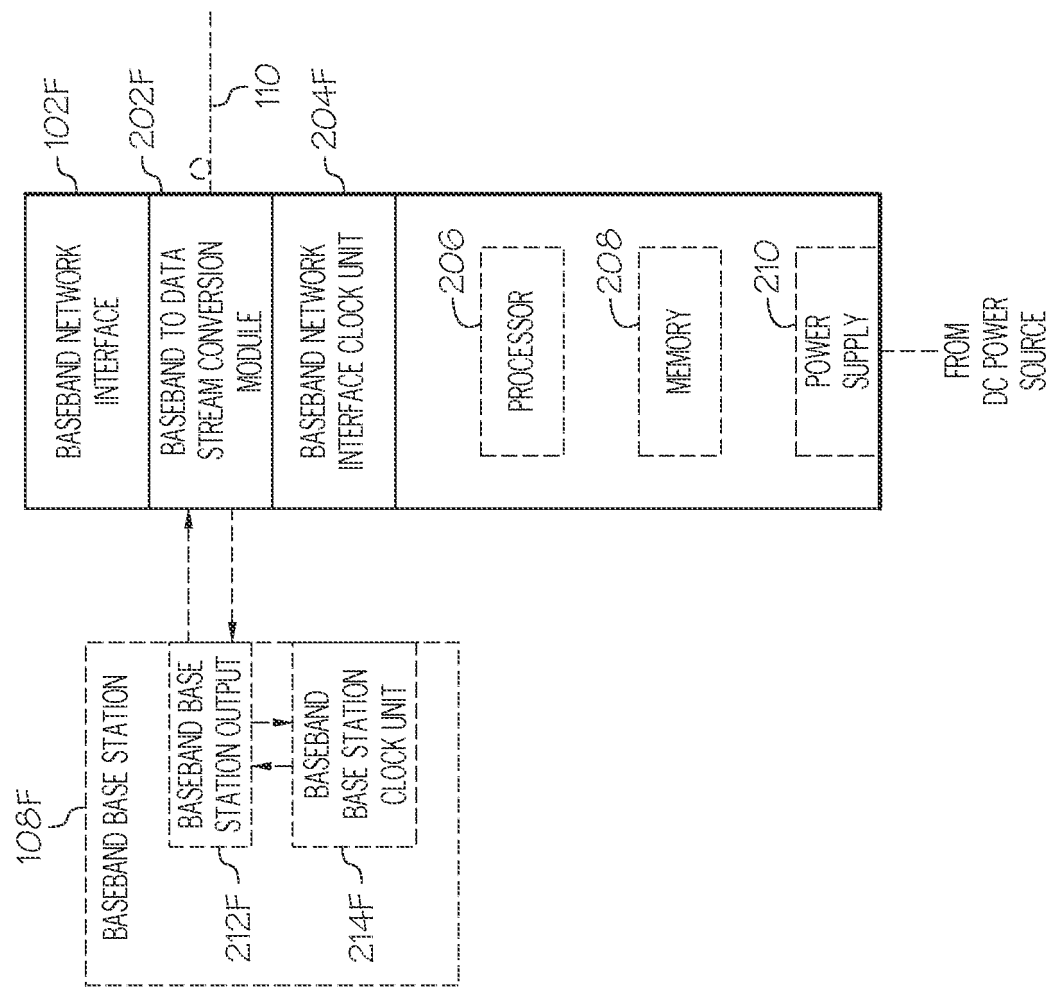 108F
BASEBAND BASE STATION
212F
BASEBAND BASE
STATION OUTPUT
214F
BASEBAND
BASE STATION
CLOCK UNIT
102F
BASEBAND NETWORK
INTERFACE
202F
BASEBAND TO DATA
STREAM CONVERSION
MODULE
110
204F
BASEBAND NETWORK
INTERFACE CLOCK UNIT
206
PROCESSOR
208
MEMORY
210
POWER
SUPPLY
FROM
DC POWER
SOURCE